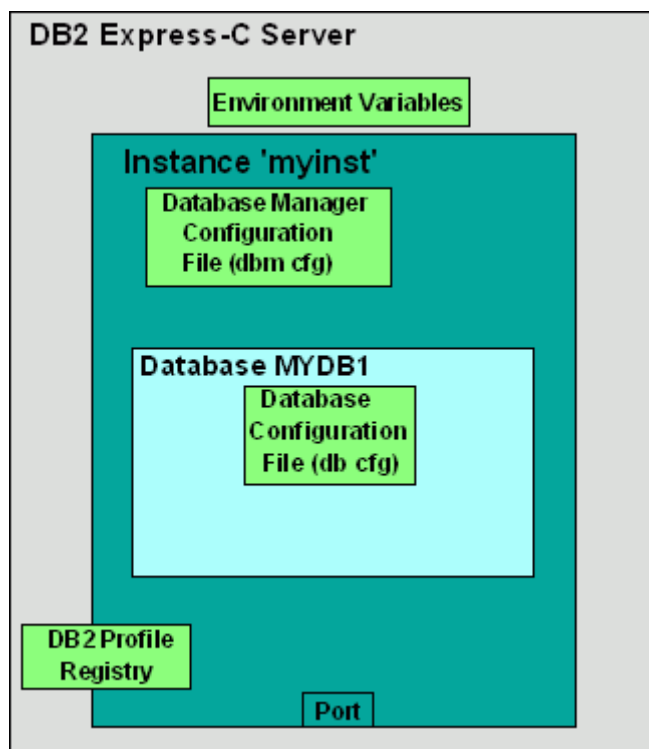 DB2 Express-C Server
Environment Variables
Instance 'myinst'
Database Manager
Configuration
File (dbm cfg)
Database MYDB1
Database
Configuration
File (db cfg)
DB2 Profile
Registry
Port